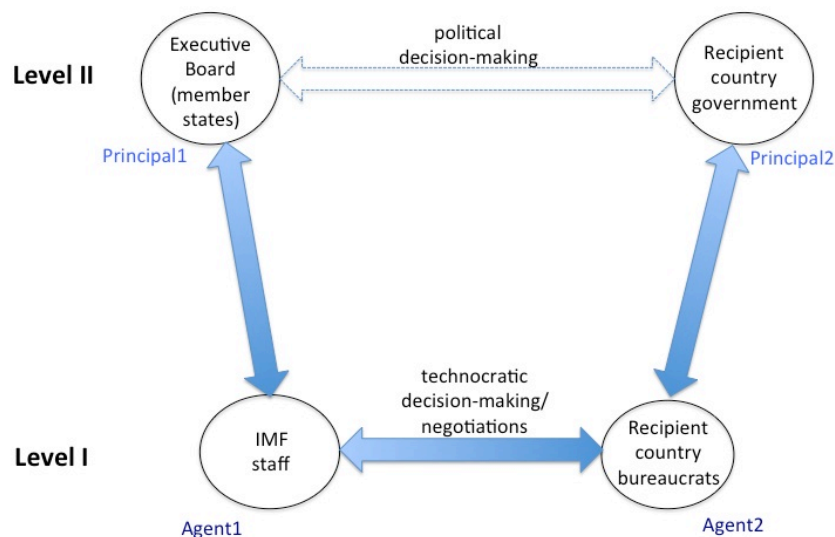 Level II
Executive
Board
(member
states)
Principal1
political
decision-making
Recipient
country
government
Principal2
Level I
IMF
staff
Agent1
technocratic
decision-making/
negotiations
Recipient
country
bureaucrats
Agent2